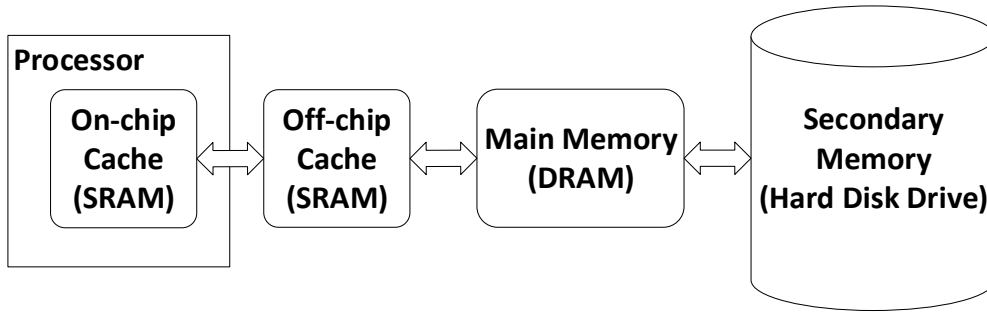 Processor
On-chip
Cache
(SRAM)
Off-chip
Cache
(SRAM)
Main Memory
(DRAM)
Secondary
Memory
(Hard Disk Drive)